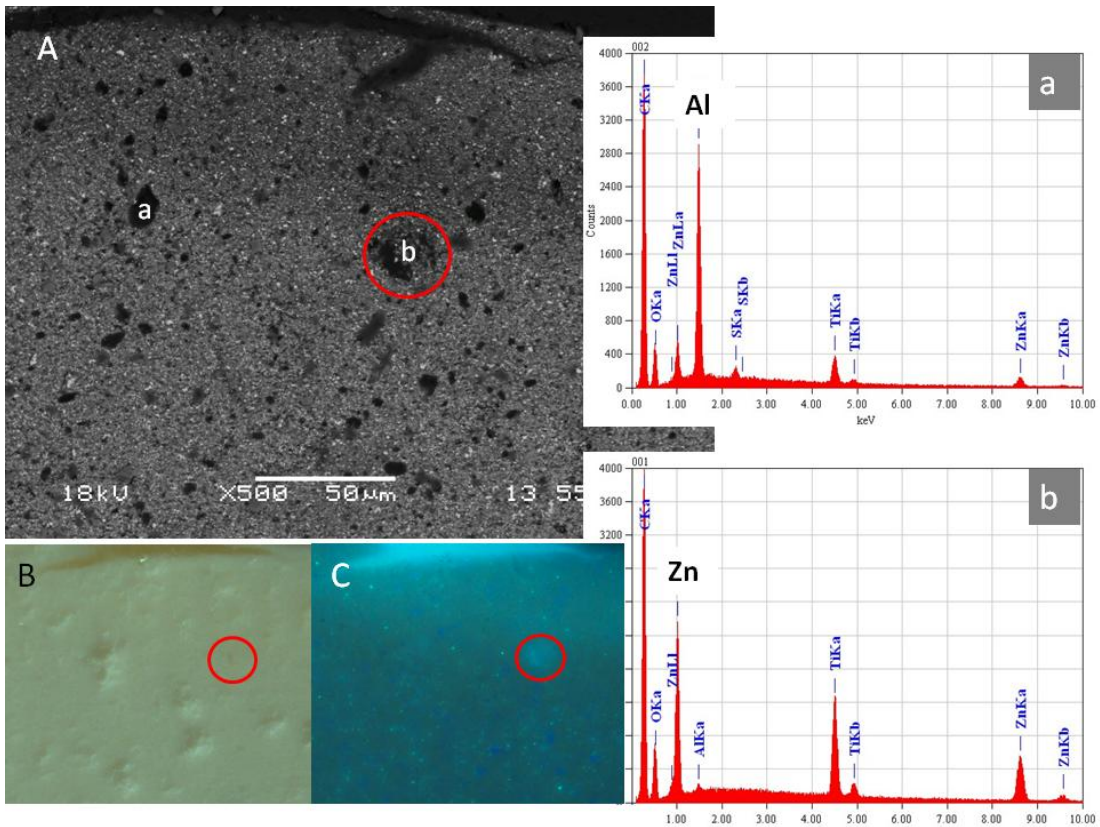 A
a
b
18kV X500 50µm 13 55
B
C
002
a
Al
4000
3600
3200
2800
2400
2000
1600
1200
800
400
0
Counts
CKa
OKa
ZnLl
ZnLa
SKa
SKb
TiKa
TiKb
ZnKa
ZnKb
0.00 1.00 2.00 3.00 4.00 5.00 6.00 7.00 8.00 9.00 10.00
keV
001
b
Zn
4000
3600
3200
CKa
OKa
ZnLl
AlKa
TiKa
TiKb
ZnKa
ZnKb
1.00 2.00 3.00 4.00 5.00 6.00 7.00 8.00 9.00 10.00